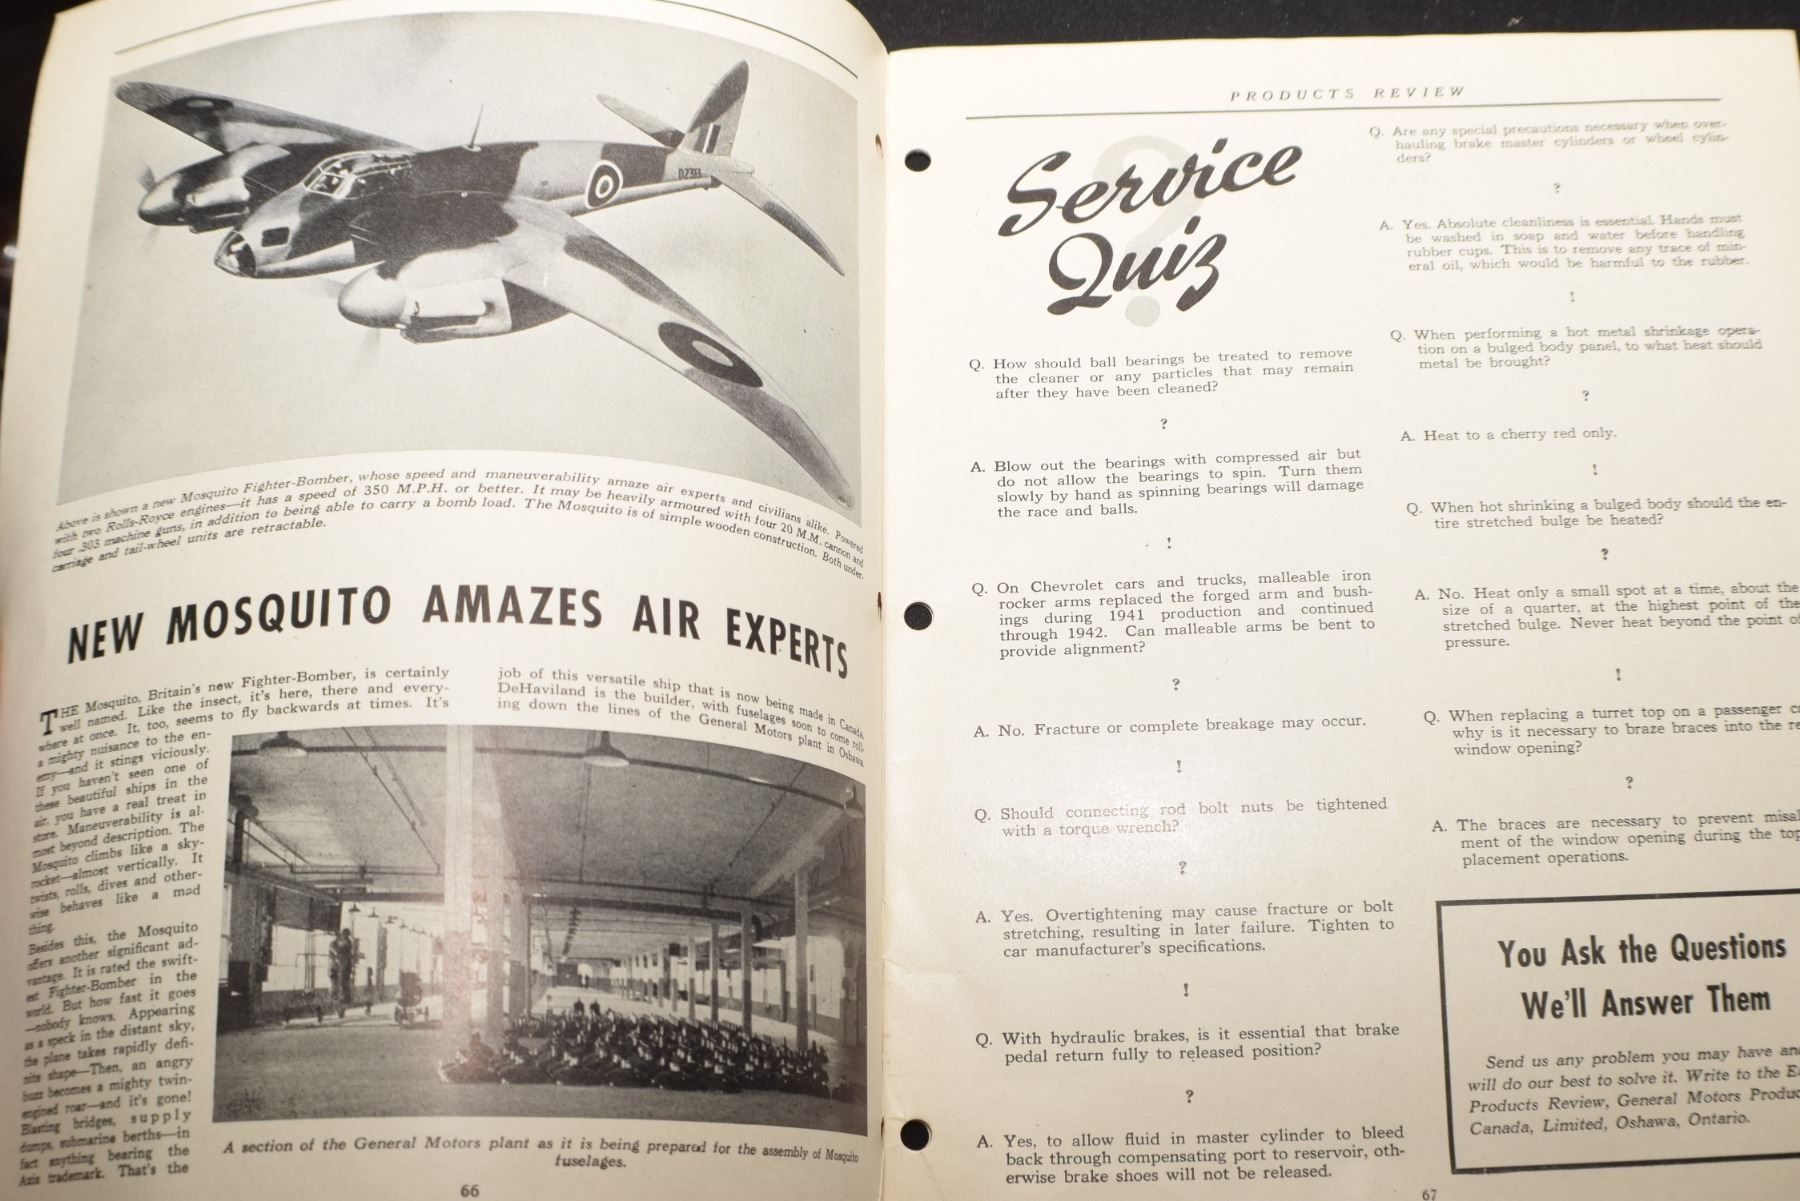 DZ313
Above is shown a new Mosquito Fighter-Bomber, whose speed and maneuverability amaze air experts and civilians alike. Powered
with two Rolls-Royce engines—it has a speed of 350 M.P.H. or better. It may be heavily armoured with four 20 M.M. cannon and
four .303 machine guns, in addition to being able to carry a bomb load. The Mosquito is of simple wooden construction. Both under-
carriage and tail-wheel units are retractable.
NEW MOSQUITO AMAZES AIR EXPERTS
THE Mosquito, Britain's new Fighter-Bomber, is certainly
well named. Like the insect, it's here, there and every-
where at once. It, too, seems to fly backwards at times. It's
a mighty nuisance to the en-
emy—and it stings viciously.
If you haven't seen one of
these beautiful ships in the
air, you have a real treat in
store. Maneuverability is al-
most beyond description. The
Mosquito climbs like a sky-
rocket—almost vertically. It
twists, rolls, dives and other-
wise behaves like a mad
thing.
Besides this, the Mosquito
offers another significant ad-
vantage. It is rated the swift-
est Fighter-Bomber in the
world. But how fast it goes
—nobody knows. Appearing
as a speck in the distant sky,
the plane takes rapidly defi-
nite shape—Then, an angry
buzz becomes a mighty twin-
engined roar—and it's gone!
Blasting bridges, supply
dumps, submarine berths—in
fact anything bearing the
Axis trademark. That's the
job of this versatile ship that is now being made in Canada.
DeHaviland is the builder, with fuselages soon to come roll-
ing down the lines of the General Motors plant in Oshawa.
A section of the General Motors plant as it is being prepared for the assembly of Mosquito
fuselages.
66
PRODUCTS REVIEW
Service
Quiz
?
Q. How should ball bearings be treated to remove
the cleaner or any particles that may remain
after they have been cleaned?
?
A. Blow out the bearings with compressed air but
do not allow the bearings to spin. Turn them
slowly by hand as spinning bearings will damage
the race and balls.
!
Q. On Chevrolet cars and trucks, malleable iron
rocker arms replaced the forged arm and bush-
ings during 1941 production and continued
through 1942. Can malleable arms be bent to
provide alignment?
?
A. No. Fracture or complete breakage may occur.
!
Q. Should connecting rod bolt nuts be tightened
with a torque wrench?
?
A. Yes. Overtightening may cause fracture or bolt
stretching, resulting in later failure. Tighten to
car manufacturer's specifications.
!
Q. With hydraulic brakes, is it essential that brake
pedal return fully to released position?
?
A. Yes, to allow fluid in master cylinder to bleed
back through compensating port to reservoir, oth-
erwise brake shoes will not be released.
Q. Are any special precautions necessary when over-
hauling brake master cylinders or wheel cylin-
ders?
?
A. Yes. Absolute cleanliness is essential. Hands must
be washed in soap and water before handling
rubber cups. This is to remove any trace of min-
eral oil, which would be harmful to the rubber.
!
Q. When performing a hot metal shrinkage opera-
tion on a bulged body panel, to what heat should
metal be brought?
?
A. Heat to a cherry red only.
!
Q. When hot shrinking a bulged body should the en-
tire stretched bulge be heated?
?
A. No. Heat only a small spot at a time, about the
size of a quarter, at the highest point of the
stretched bulge. Never heat beyond the point of
pressure.
!
Q. When replacing a turret top on a passenger
why is it necessary to braze braces into the
window opening?
?
A. The braces are necessary to prevent misal
ment of the window opening during the top
placement operations.
You Ask the Questions
We'll Answer Them
Send us any problem you may have
will do our best to solve it. Write to the
Products Review, General Motors Produc
Canada, Limited, Oshawa, Ontario.
67